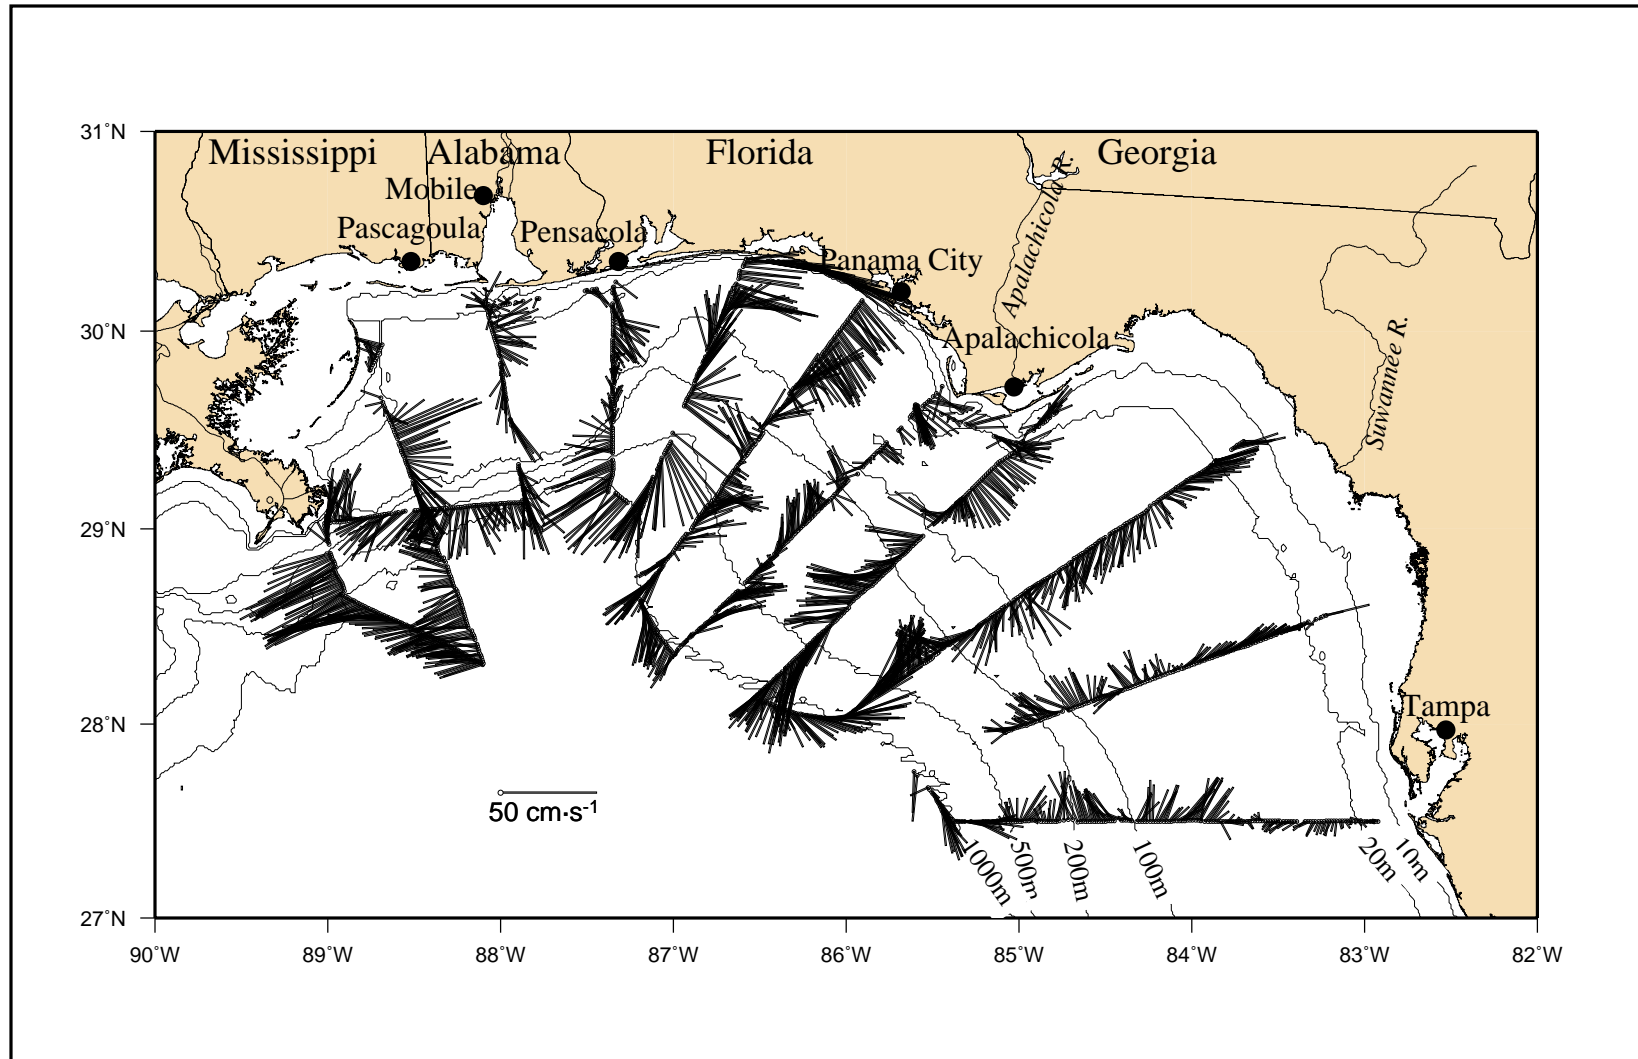 31°N
Mississippi
Alabama
Florida
Georgia
Mobile
Pascagoula
Pensacola
Panama City
Apalachicola R.
Apalachicola
Suwannee R.
30°N
29°N
28°N
Tampa
50 cm·s-1
1000m
500m
200m
100m
20m
10m
27°N
90°W
89°W
88°W
87°W
86°W
85°W
84°W
83°W
82°W